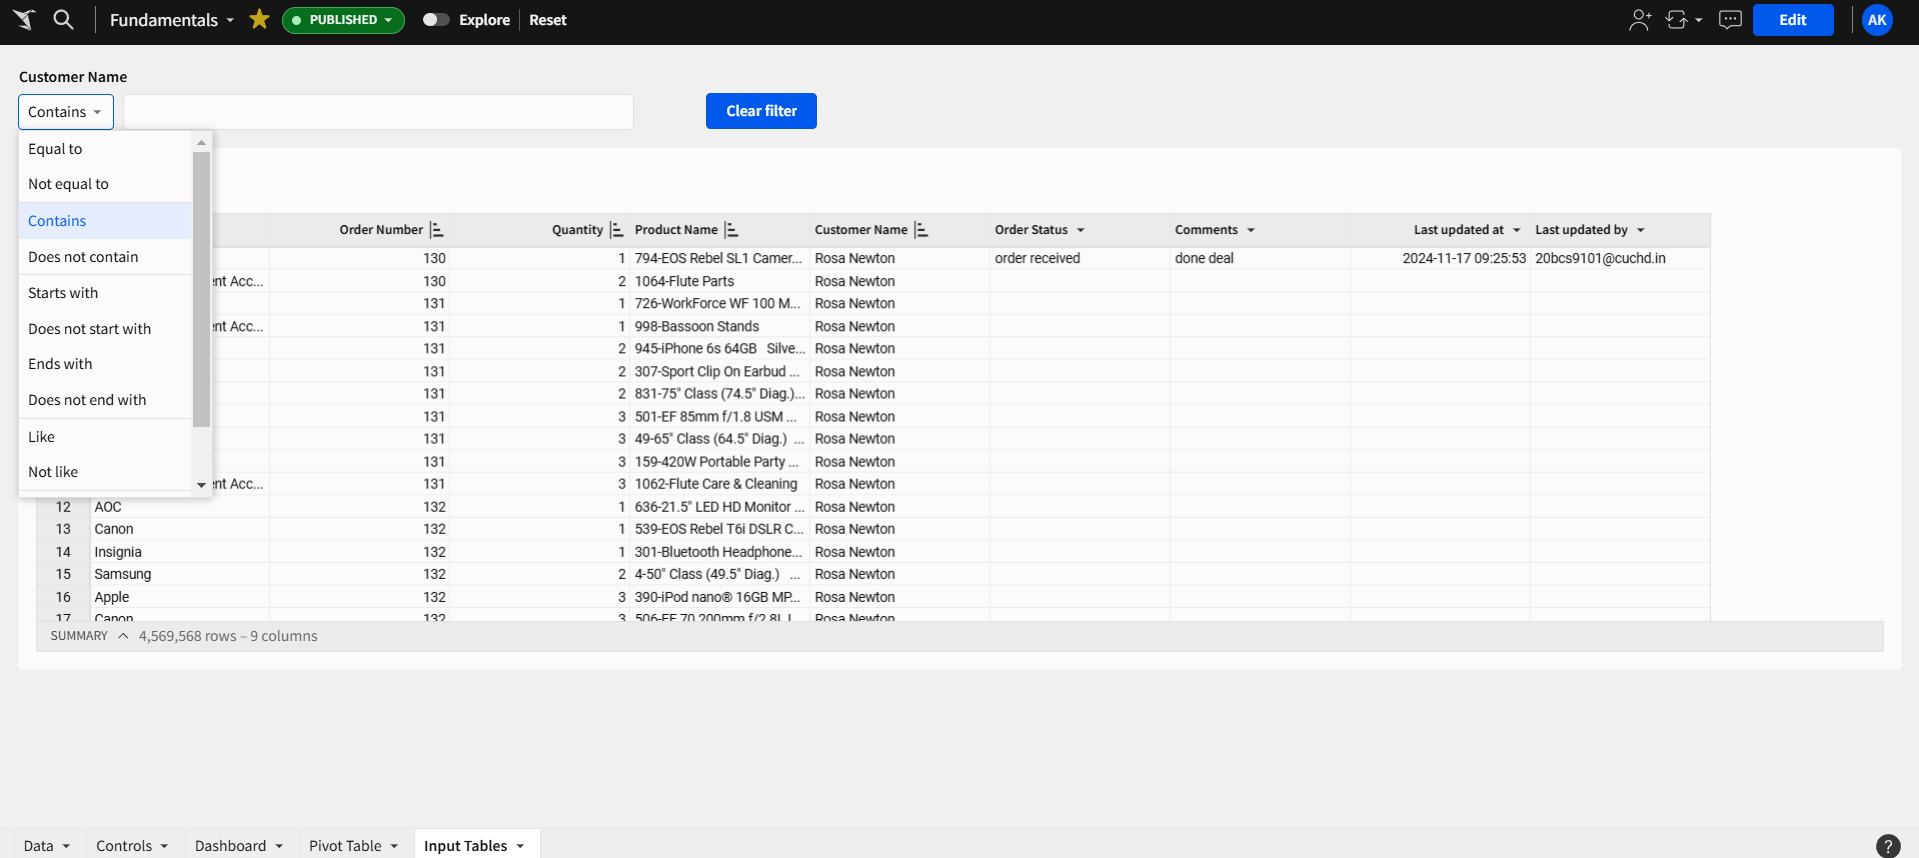 Fundamentals PUBLISHED Explore Reset Edit AK
Customer Name
Contains Clear filter
Equal to
Not equal to
Contains
Does not contain
Starts with
Does not start with
Ends with
Does not end with
Like
Not like
Order Number Quantity Product Name Customer Name Order Status Comments Last updated at Last updated by
130 1 794-EOS Rebel SL1 Camer... Rosa Newton order received done deal 2024-11-17 09:25:53 20bcs9101@cuchd.in
ent Acc... 130 2 1064-Flute Parts Rosa Newton
131 1 726-WorkForce WF 100 M... Rosa Newton
ent Acc... 131 1 998-Bassoon Stands Rosa Newton
131 2 945-iPhone 6s 64GB Silve... Rosa Newton
131 2 307-Sport Clip On Earbud ... Rosa Newton
131 2 831-75" Class (74.5" Diag.)... Rosa Newton
131 3 501-EF 85mm f/1.8 USM ... Rosa Newton
131 3 49-65" Class (64.5" Diag.) ... Rosa Newton
131 3 159-420W Portable Party ... Rosa Newton
ent Acc... 131 3 1062-Flute Care & Cleaning Rosa Newton
12 AOC 132 1 636-21.5" LED HD Monitor ... Rosa Newton
13 Canon 132 1 539-EOS Rebel T6i DSLR C... Rosa Newton
14 Insignia 132 1 301-Bluetooth Headphone... Rosa Newton
15 Samsung 132 2 4-50" Class (49.5" Diag.) ... Rosa Newton
16 Apple 132 3 390-iPod nano® 16GB MP... Rosa Newton
17 Canon 132 3 506-EF 70 200mm f/2.8L I Rosa Newton
SUMMARY 4,569,568 rows – 9 columns
Data Controls Dashboard Pivot Table Input Tables ?